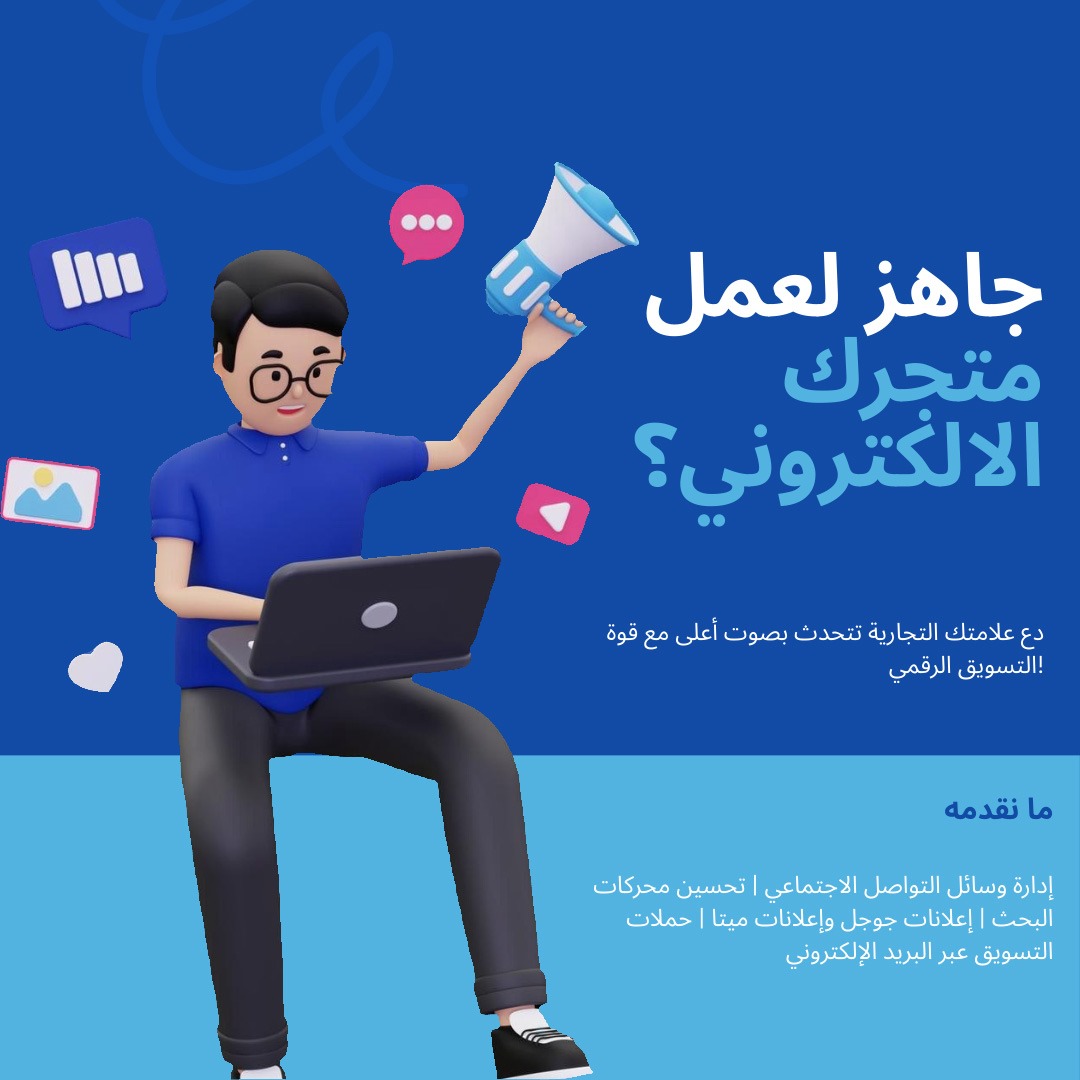 جاهز لعمل
متجرك
الالكتروني؟
دع علامتك التجارية تتحدث بصوت أعلى مع قوة
التسويق الرقمي!
ما نقدمه
إدارة وسائل التواصل الاجتماعي | تحسين محركات
البحث | إعلانات جوجل وإعلانات ميتا | حملات
التسويق عبر البريد الإلكتروني